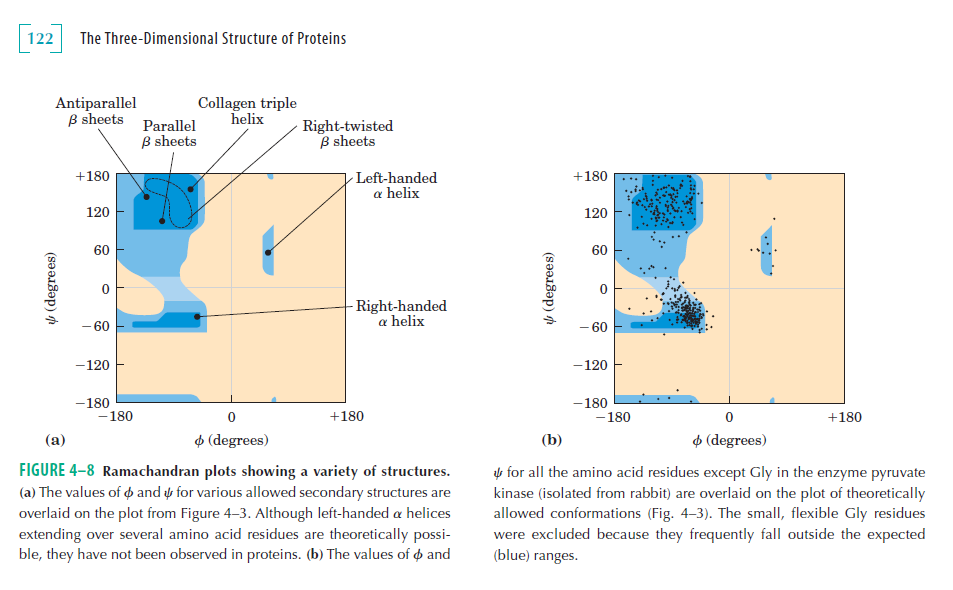 122 The Three-Dimensional Structure of Proteins
Antiparallel
β sheets
Parallel
β sheets
Collagen triple
helix
Right-twisted
β sheets
Left-handed
α helix
Right-handed
α helix
+180
120
60
0
−60
−120
−180
ψ (degrees)
−180 0 +180
(a) ϕ (degrees)
+180
120
60
0
−60
−120
−180
ψ (degrees)
−180 0 +180
(b) ϕ (degrees)
FIGURE 4–8 Ramachandran plots showing a variety of structures.
(a) The values of ϕ and ψ for various allowed secondary structures are
overlaid on the plot from Figure 4–3. Although left-handed α helices
extending over several amino acid residues are theoretically possi-
ble, they have not been observed in proteins. (b) The values of ϕ and
ψ for all the amino acid residues except Gly in the enzyme pyruvate
kinase (isolated from rabbit) are overlaid on the plot of theoretically
allowed conformations (Fig. 4–3). The small, flexible Gly residues
were excluded because they frequently fall outside the expected
(blue) ranges.